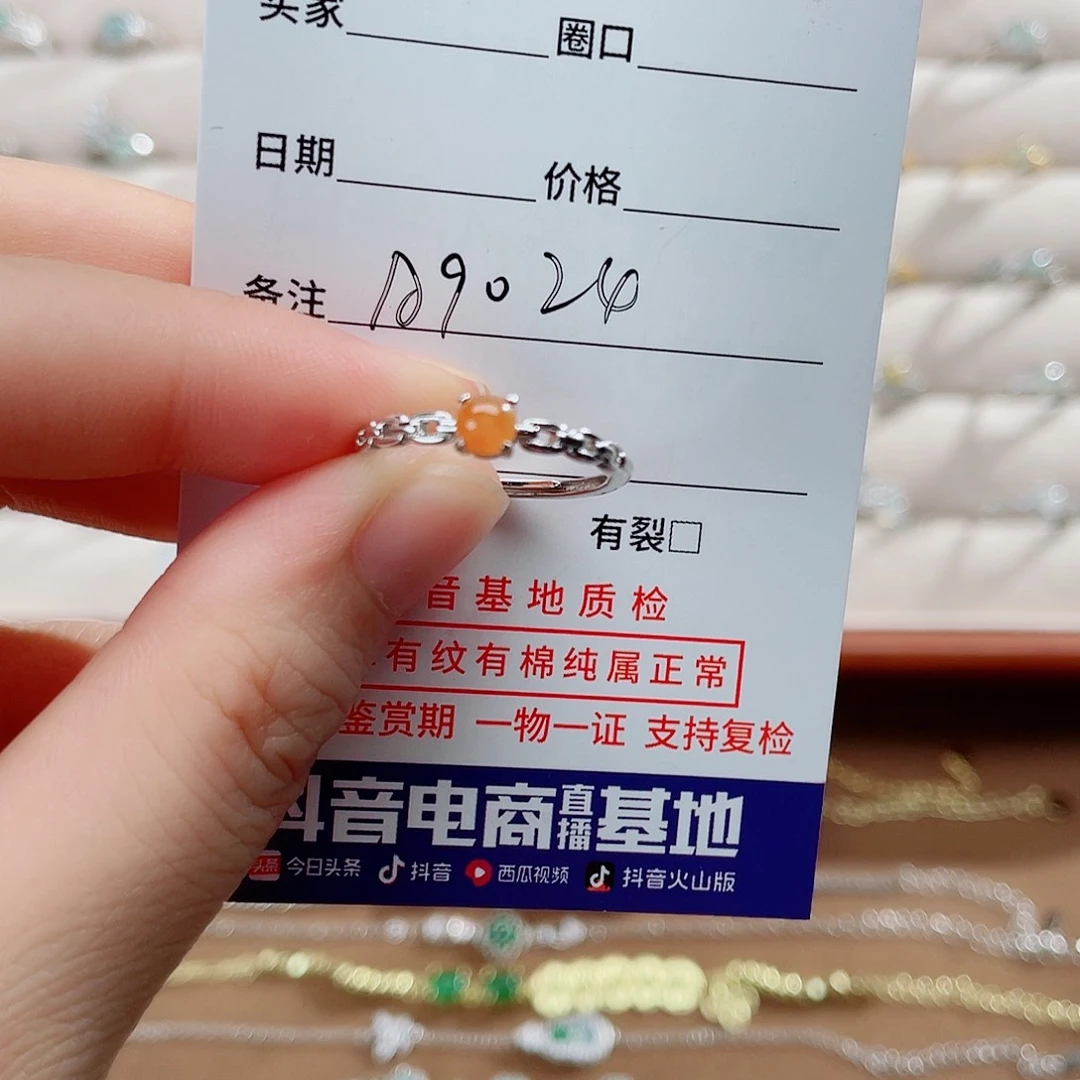 买家 圈口
日期 价格
备注 A9024
有裂□
音基地质检
有纹有棉纯属正常
鉴赏期 一物一证 支持复检
抖音电商直播基地
头条 今日头条 抖音 西瓜视频 抖音火山版